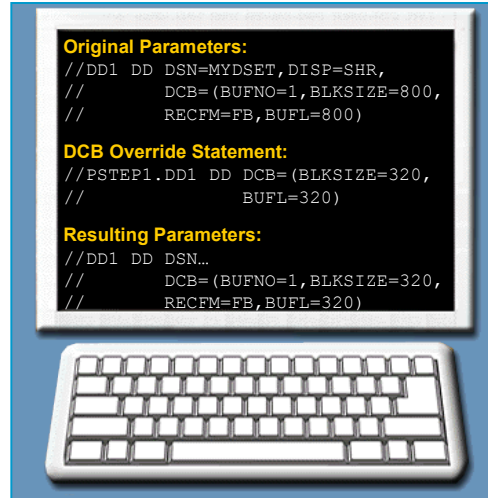 Original Parameters:
//DD1 DD DSN=MYDSET,DISP=SHR,
//       DCB=(BUFNO=1,BLKSIZE=800,
//       RECFM=FB,BUFL=800)
DCB Override Statement:
//PSTEP1.DD1 DD DCB=(BLKSIZE=320,
//              BUFL=320)
Resulting Parameters:
//DD1 DD DSN…
//       DCB=(BUFNO=1,BLKSIZE=320,
//       RECFM=FB,BUFL=320)